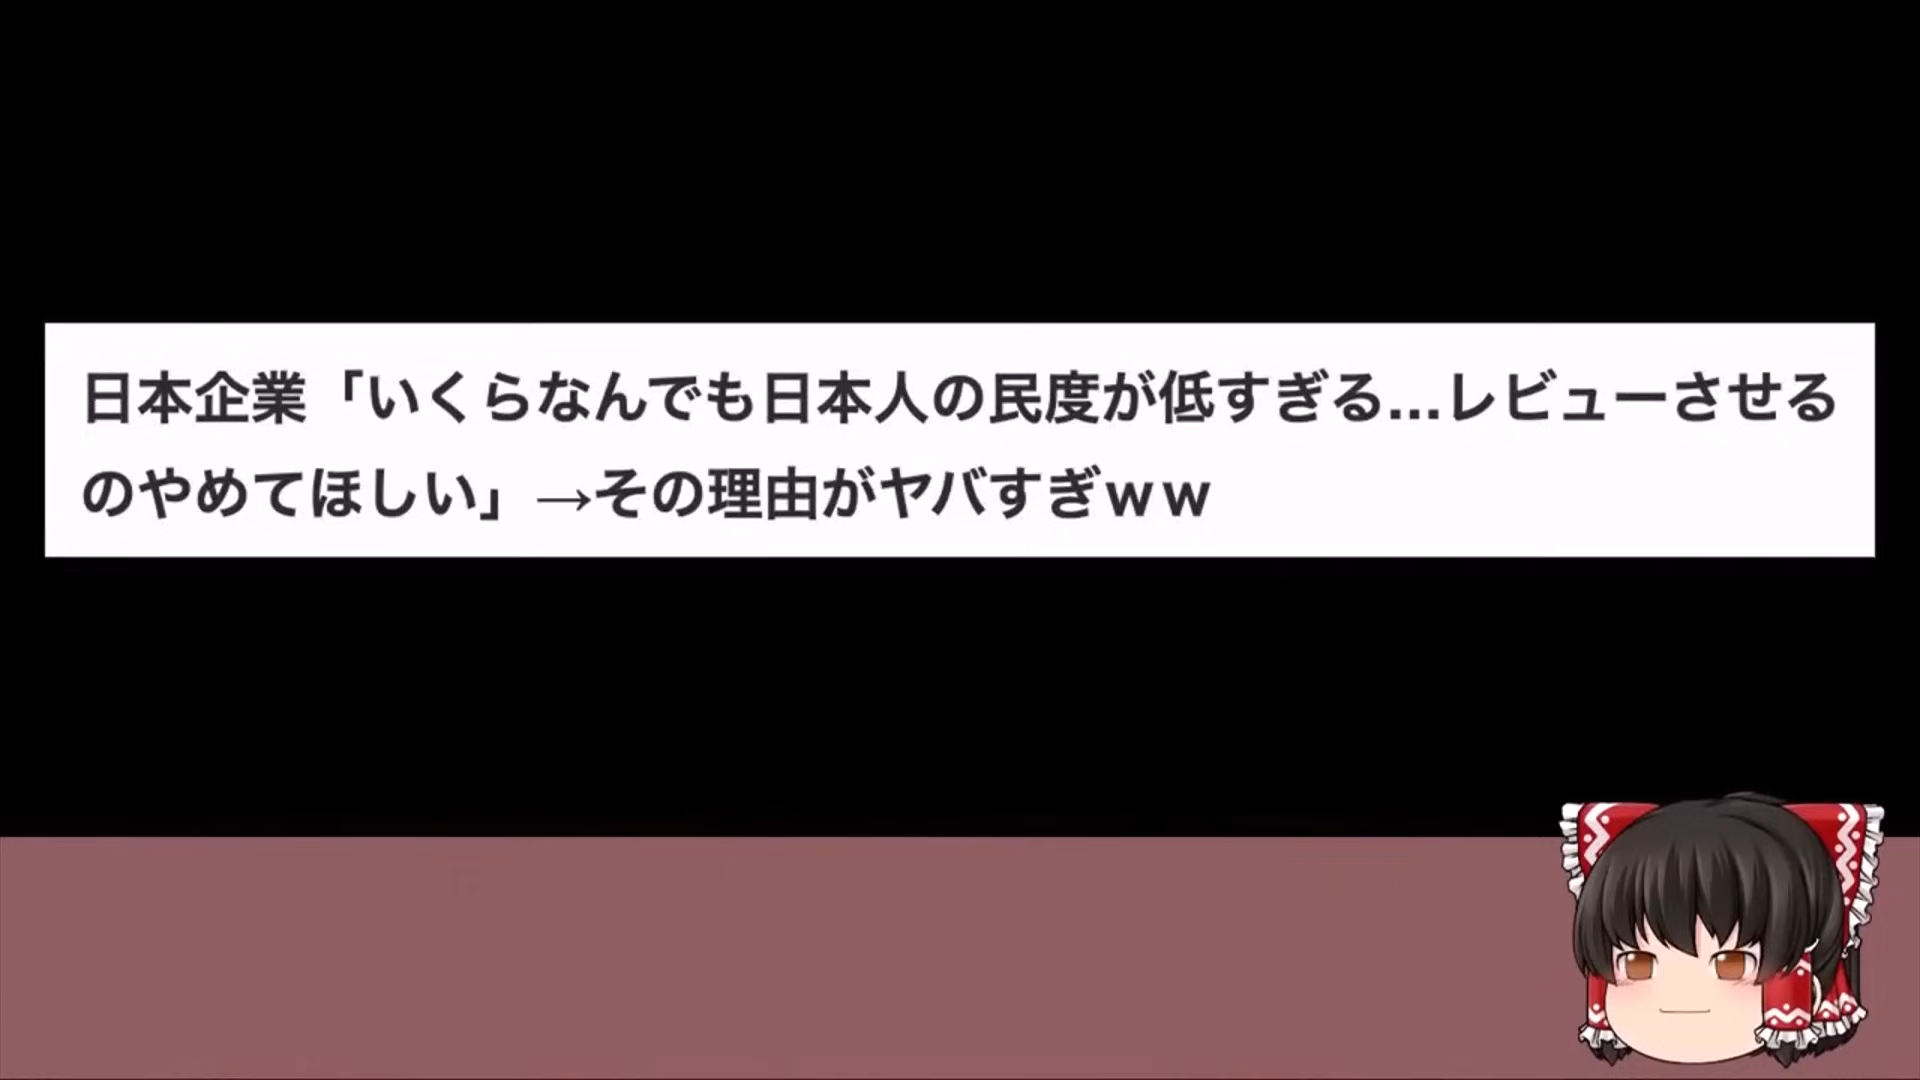 日本企業「いくらなんでも日本人の民度が低すぎる…レビューさせる
のやめてほしい」→その理由がヤバすぎｗｗ